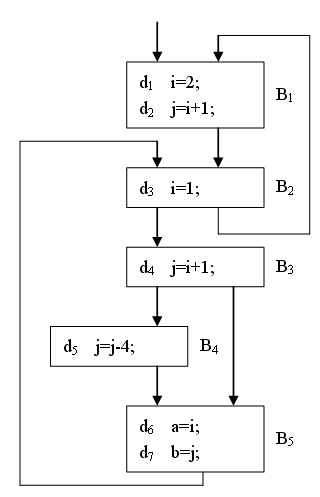 d₁ i=2; B₁
d₂ j=i+1;
d₃ i=1; B₂
d₄ j=i+1; B₃
d₅ j=j-4; B₄
d₆ a=i; B₅
d₇ b=j;